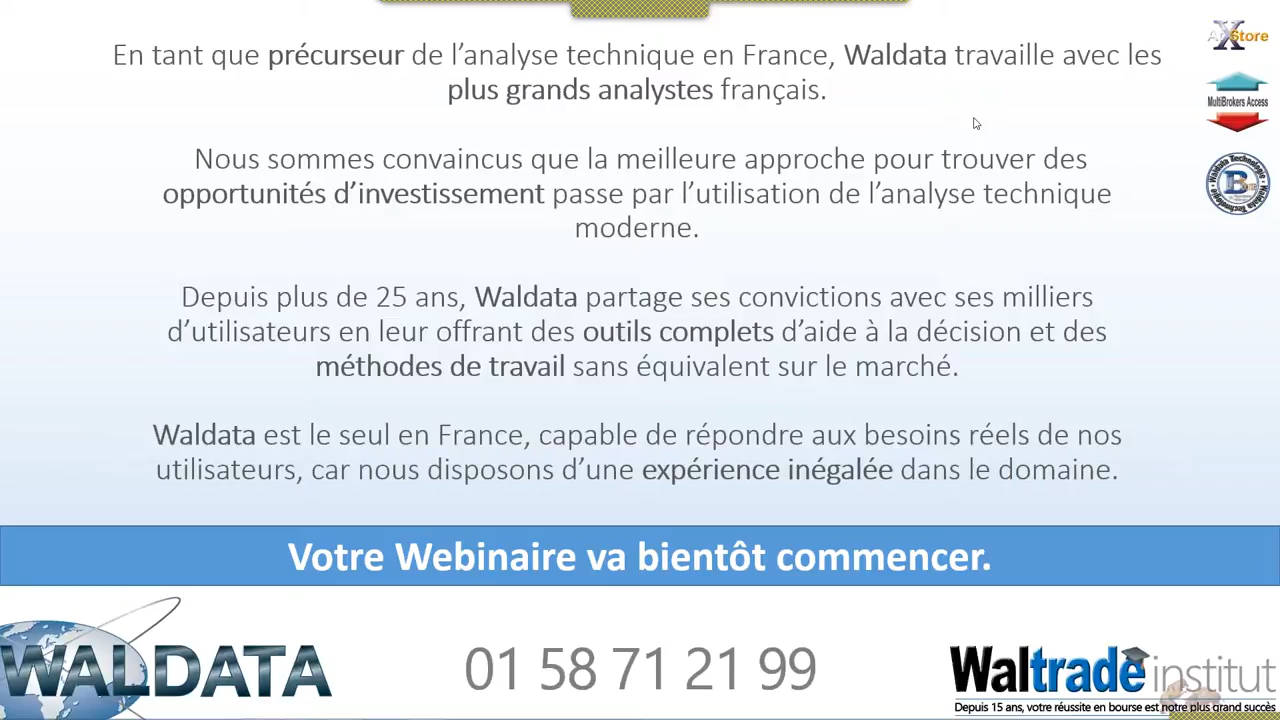 En tant que précurseur de l’analyse technique en France, Waldata travaille avec les
plus grands analystes français.
Nous sommes convaincus que la meilleure approche pour trouver des
opportunités d’investissement passe par l’utilisation de l’analyse technique
moderne.
Depuis plus de 25 ans, Waldata partage ses convictions avec ses milliers
d’utilisateurs en leur offrant des outils complets d’aide à la décision et des
méthodes de travail sans équivalent sur le marché.
Waldata est le seul en France, capable de répondre aux besoins réels de nos
utilisateurs, car nous disposons d’une expérience inégalée dans le domaine.
Store
MultiBrokers Access
Waldata Technologie
Votre Webinaire va bientôt commencer.
WALDATA
01 58 71 21 99
Waltrade institut
Depuis 15 ans, votre réussite en bourse est notre plus grand succès